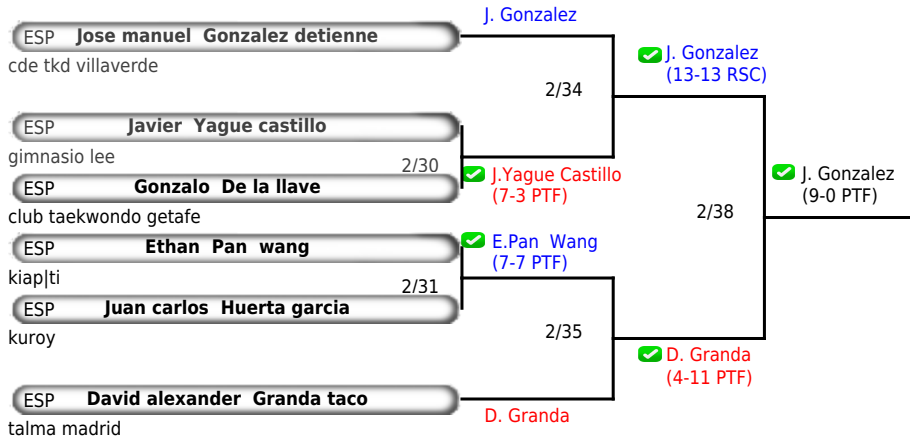 J. Gonzalez
ESP Jose manuel Gonzalez detienne
cde tkd villaverde
J. Gonzalez
(13-13 RSC)
2/34
ESP Javier Yague castillo
gimnasio lee
2/30
J.Yague Castillo
(7-3 PTF)
ESP Gonzalo De la llave
club taekwondo getafe
J. Gonzalez
(9-0 PTF)
2/38
ESP Ethan Pan wang
kiap|ti
E.Pan Wang
(7-7 PTF)
2/31
ESP Juan carlos Huerta garcia
kuroy
2/35
D. Granda
(4-11 PTF)
ESP David alexander Granda taco
talma madrid
D. Granda